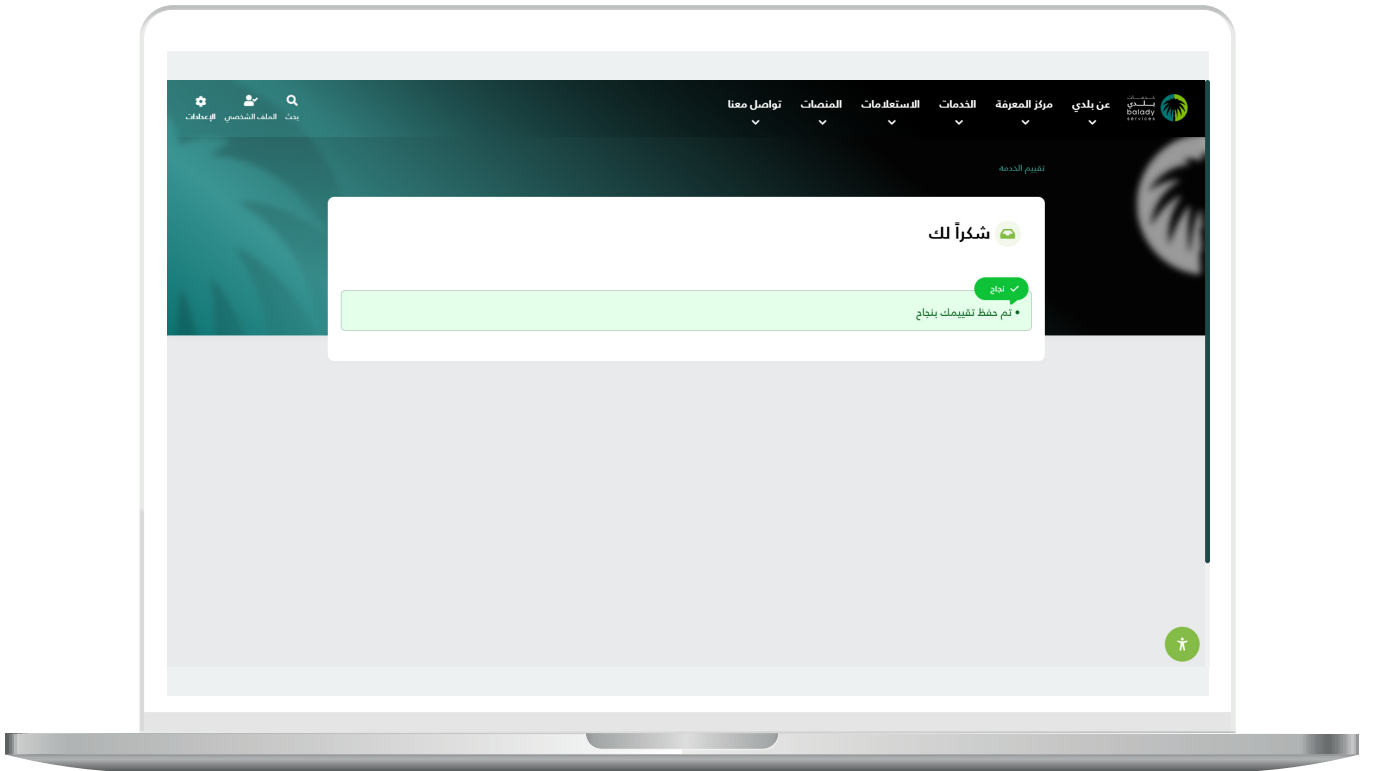 خدمات
بلدي
balady
services
عن بلدي
مركز المعرفة
الخدمات
الاستعلامات
المنصات
تواصل معنا
بحث
الملف الشخصي
الإعدادات
تقييم الخدمة
شكراً لك
نجاح
• تم حفظ تقييمك بنجاح